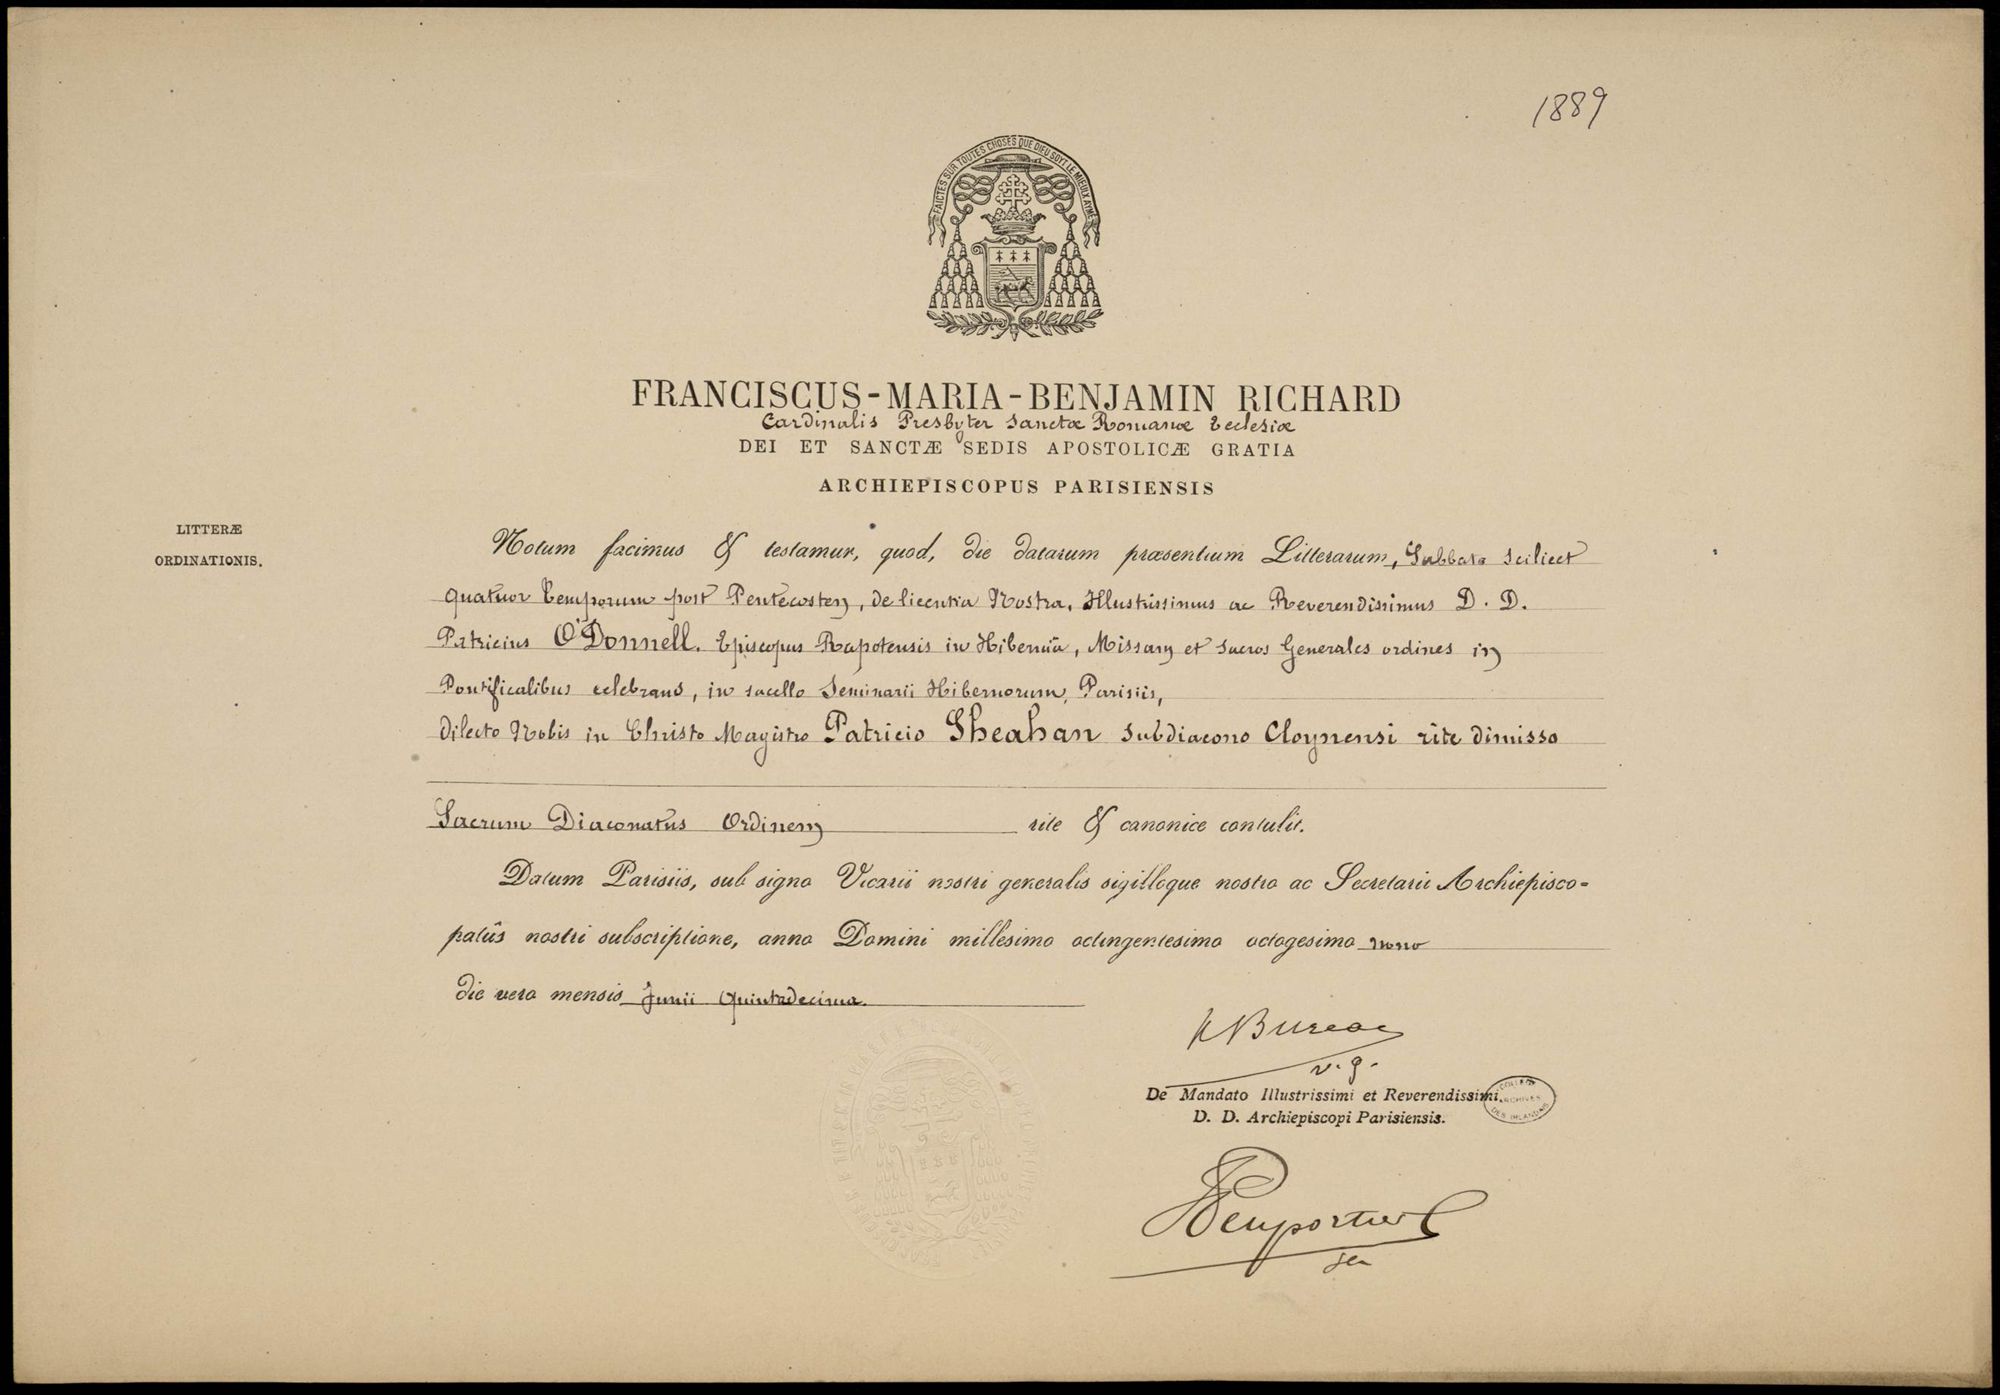 1889
FAICTES SUR TOUTES CHOSES QUE DIEU SOYT LE MIEULX AYMÉ
FRANCISCUS-MARIA-BENJAMIN RICHARD
Cardinalis Presbyter Sanctæ Romanæ Ecclesiæ
DEI ET SANCTÆ SEDIS APOSTOLICÆ GRATIA
ARCHIEPISCOPUS PARISIENSIS
LITTERÆ
ORDINATIONIS.
Notum facimus & testamur, quod, die datarum præsentium Litterarum, Sabbato scilicet
Quatuor Temporum post Pentecosten, de licentia Nostra, Illustrissimus ac Reverendissimus D. D.
Patricius O'Donnell, Episcopus Rapotensis in Hibernia, Missam et sacros Generales ordines in
Pontificalibus celebrans, in sacello Seminarii Hibernorum, Parisiis,
dilecto Nobis in Christo Magistro Patricio Sheahan subdiacono Cloynensi rite dimisso
Sacrum Diaconatus Ordinem rite & canonice contulit.
Datum Parisiis, sub signo Vicarii nostri generalis sigilloque nostro ac Secretarii Archiepisco-
patûs nostri subscriptione, anno Domini millesimo octingentesimo octogesimo nono
die vero mensis Junii Quintadecima.
v. g.
De Mandato Illustrissimi et Reverendissimi
D. D. Archiepiscopi Parisiensis.
COLLÈGE
ARCHIVES
DES IRLANDAIS